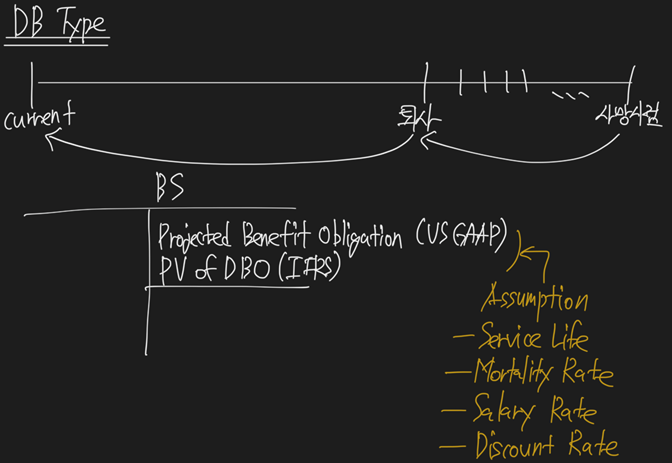 DB Type
current
퇴사
사망시점
BS
Projected Benefit Obligation (US GAAP)
PV of DBO (IFRS)
Assumption
- Service Life
- Mortality Rate
- Salary Rate
- Discount Rate